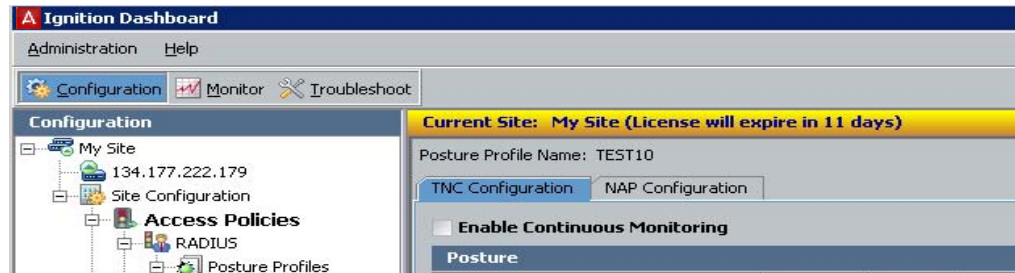 A Ignition Dashboard
Administration Help
Configuration Monitor Troubleshoot
Configuration
My Site
134.177.222.179
Site Configuration
Access Policies
RADIUS
Posture Profiles
Current Site: My Site (License will expire in 11 days)
Posture Profile Name: TEST10
TNC Configuration NAP Configuration
Enable Continuous Monitoring
Posture